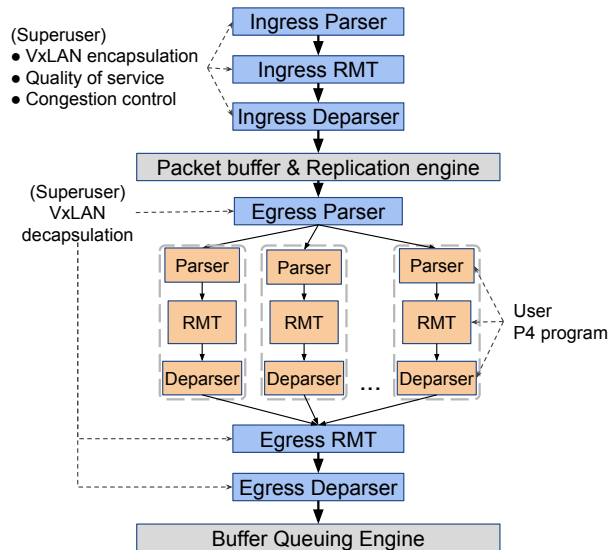 Ingress Parser
(Superuser)
● VxLAN encapsulation
● Quality of service
● Congestion control
Ingress RMT
Ingress Deparser
Packet buffer & Replication engine
(Superuser)
VxLAN
decapsulation
Egress Parser
Parser
Parser
Parser
RMT
RMT
RMT
User
P4 program
Deparser
Deparser
...
Deparser
Egress RMT
Egress Deparser
Buffer Queuing Engine